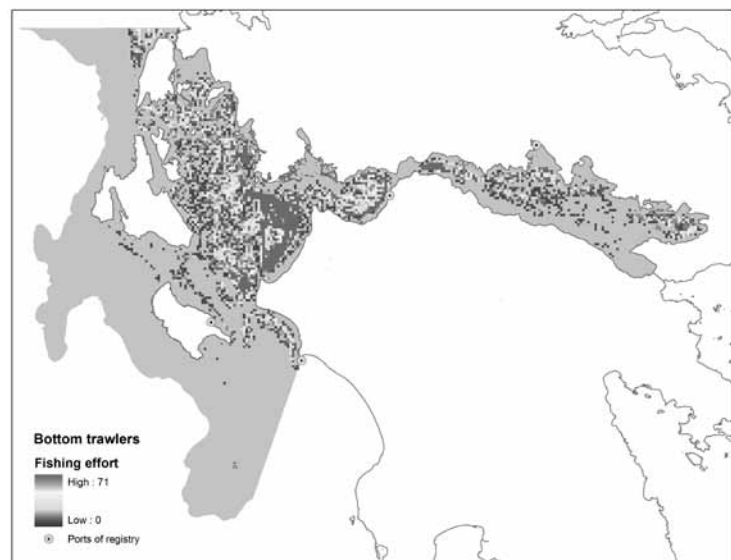 Bottom trawlers
Fishing effort
High : 71
Low : 0
Ports of registry